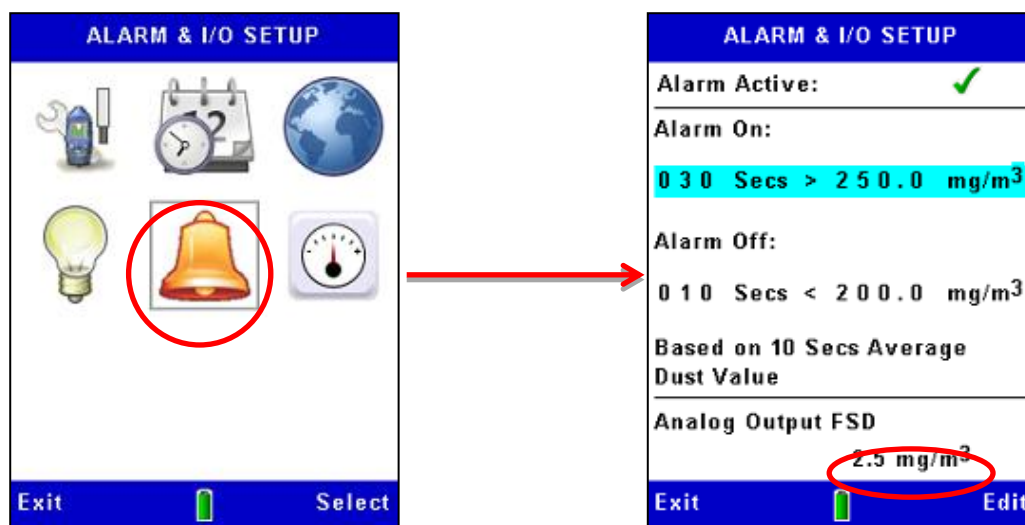 ALARM & I/O SETUP
12
Exit Select
ALARM & I/O SETUP
Alarm Active:
Alarm On:
030 Secs > 250.0 mg/m³
Alarm Off:
010 Secs < 200.0 mg/m³
Based on 10 Secs Average
Dust Value
Analog Output FSD
2.5 mg/m³
Exit Edit